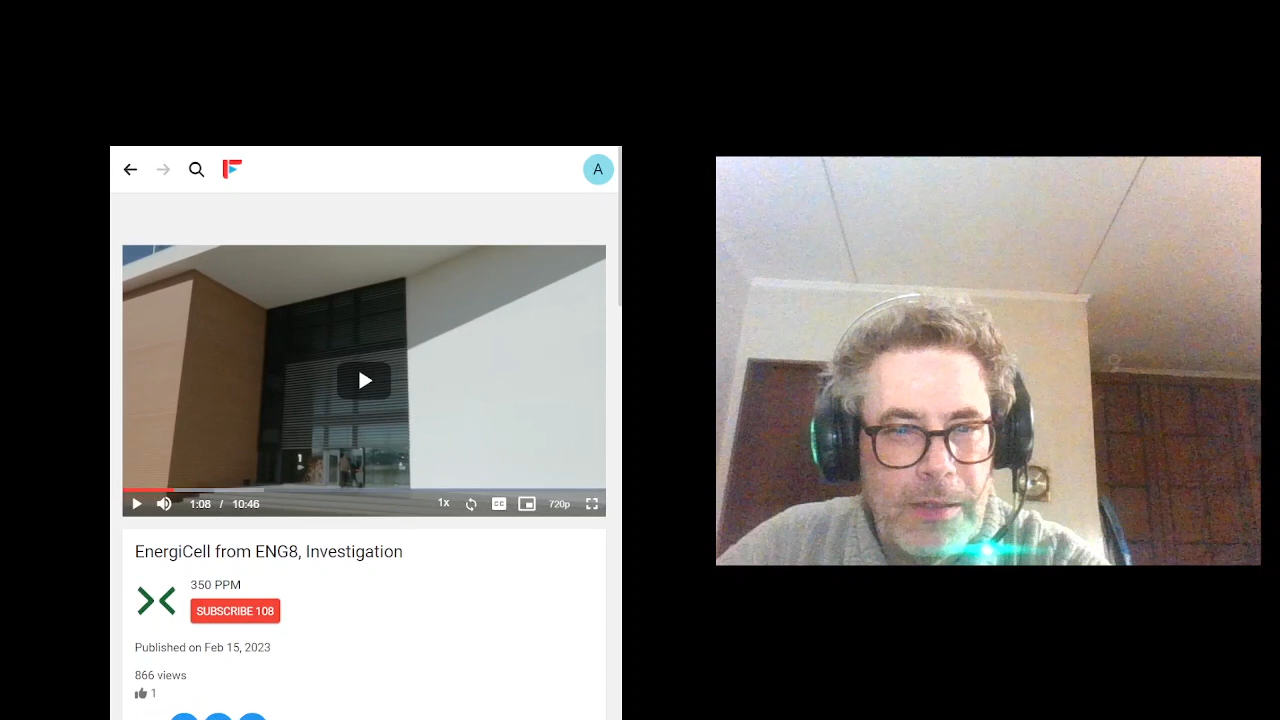 A
1:08 / 10:46
1x
CC
720p
EnergiCell from ENG8, Investigation
350 PPM
SUBSCRIBE 108
Published on Feb 15, 2023
866 views
1